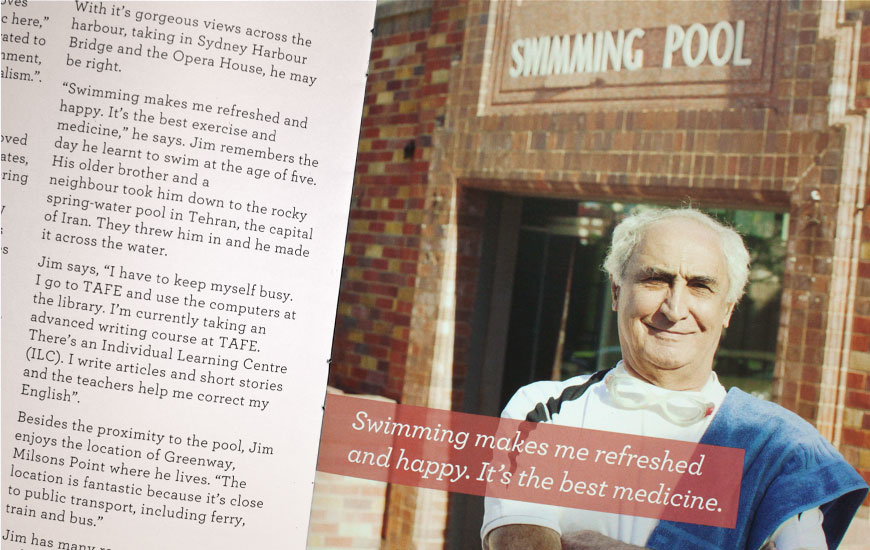 c here,”
ated to
nment,
alism.”.
oved
ates,
ring
With it’s gorgeous views across the
harbour, taking in Sydney Harbour
Bridge and the Opera House, he may
be right.
“Swimming makes me refreshed and
happy. It’s the best exercise and
medicine,” he says. Jim remembers the
day he learnt to swim at the age of five.
His older brother and a
neighbour took him down to the rocky
spring-water pool in Tehran, the capital
of Iran. They threw him in and he made
it across the water.
Jim says, “I have to keep myself busy.
I go to TAFE and use the computers at
the library. I’m currently taking an
advanced writing course at TAFE.
There’s an Individual Learning Centre
(ILC). I write articles and short stories
and the teachers help me correct my
English”.
Besides the proximity to the pool, Jim
enjoys the location of Greenway,
Milsons Point where he lives. “The
location is fantastic because it’s close
to public transport, including ferry,
train and bus.”
Jim has many
SWIMMING POOL
Swimming makes me refreshed
and happy. It’s the best medicine.